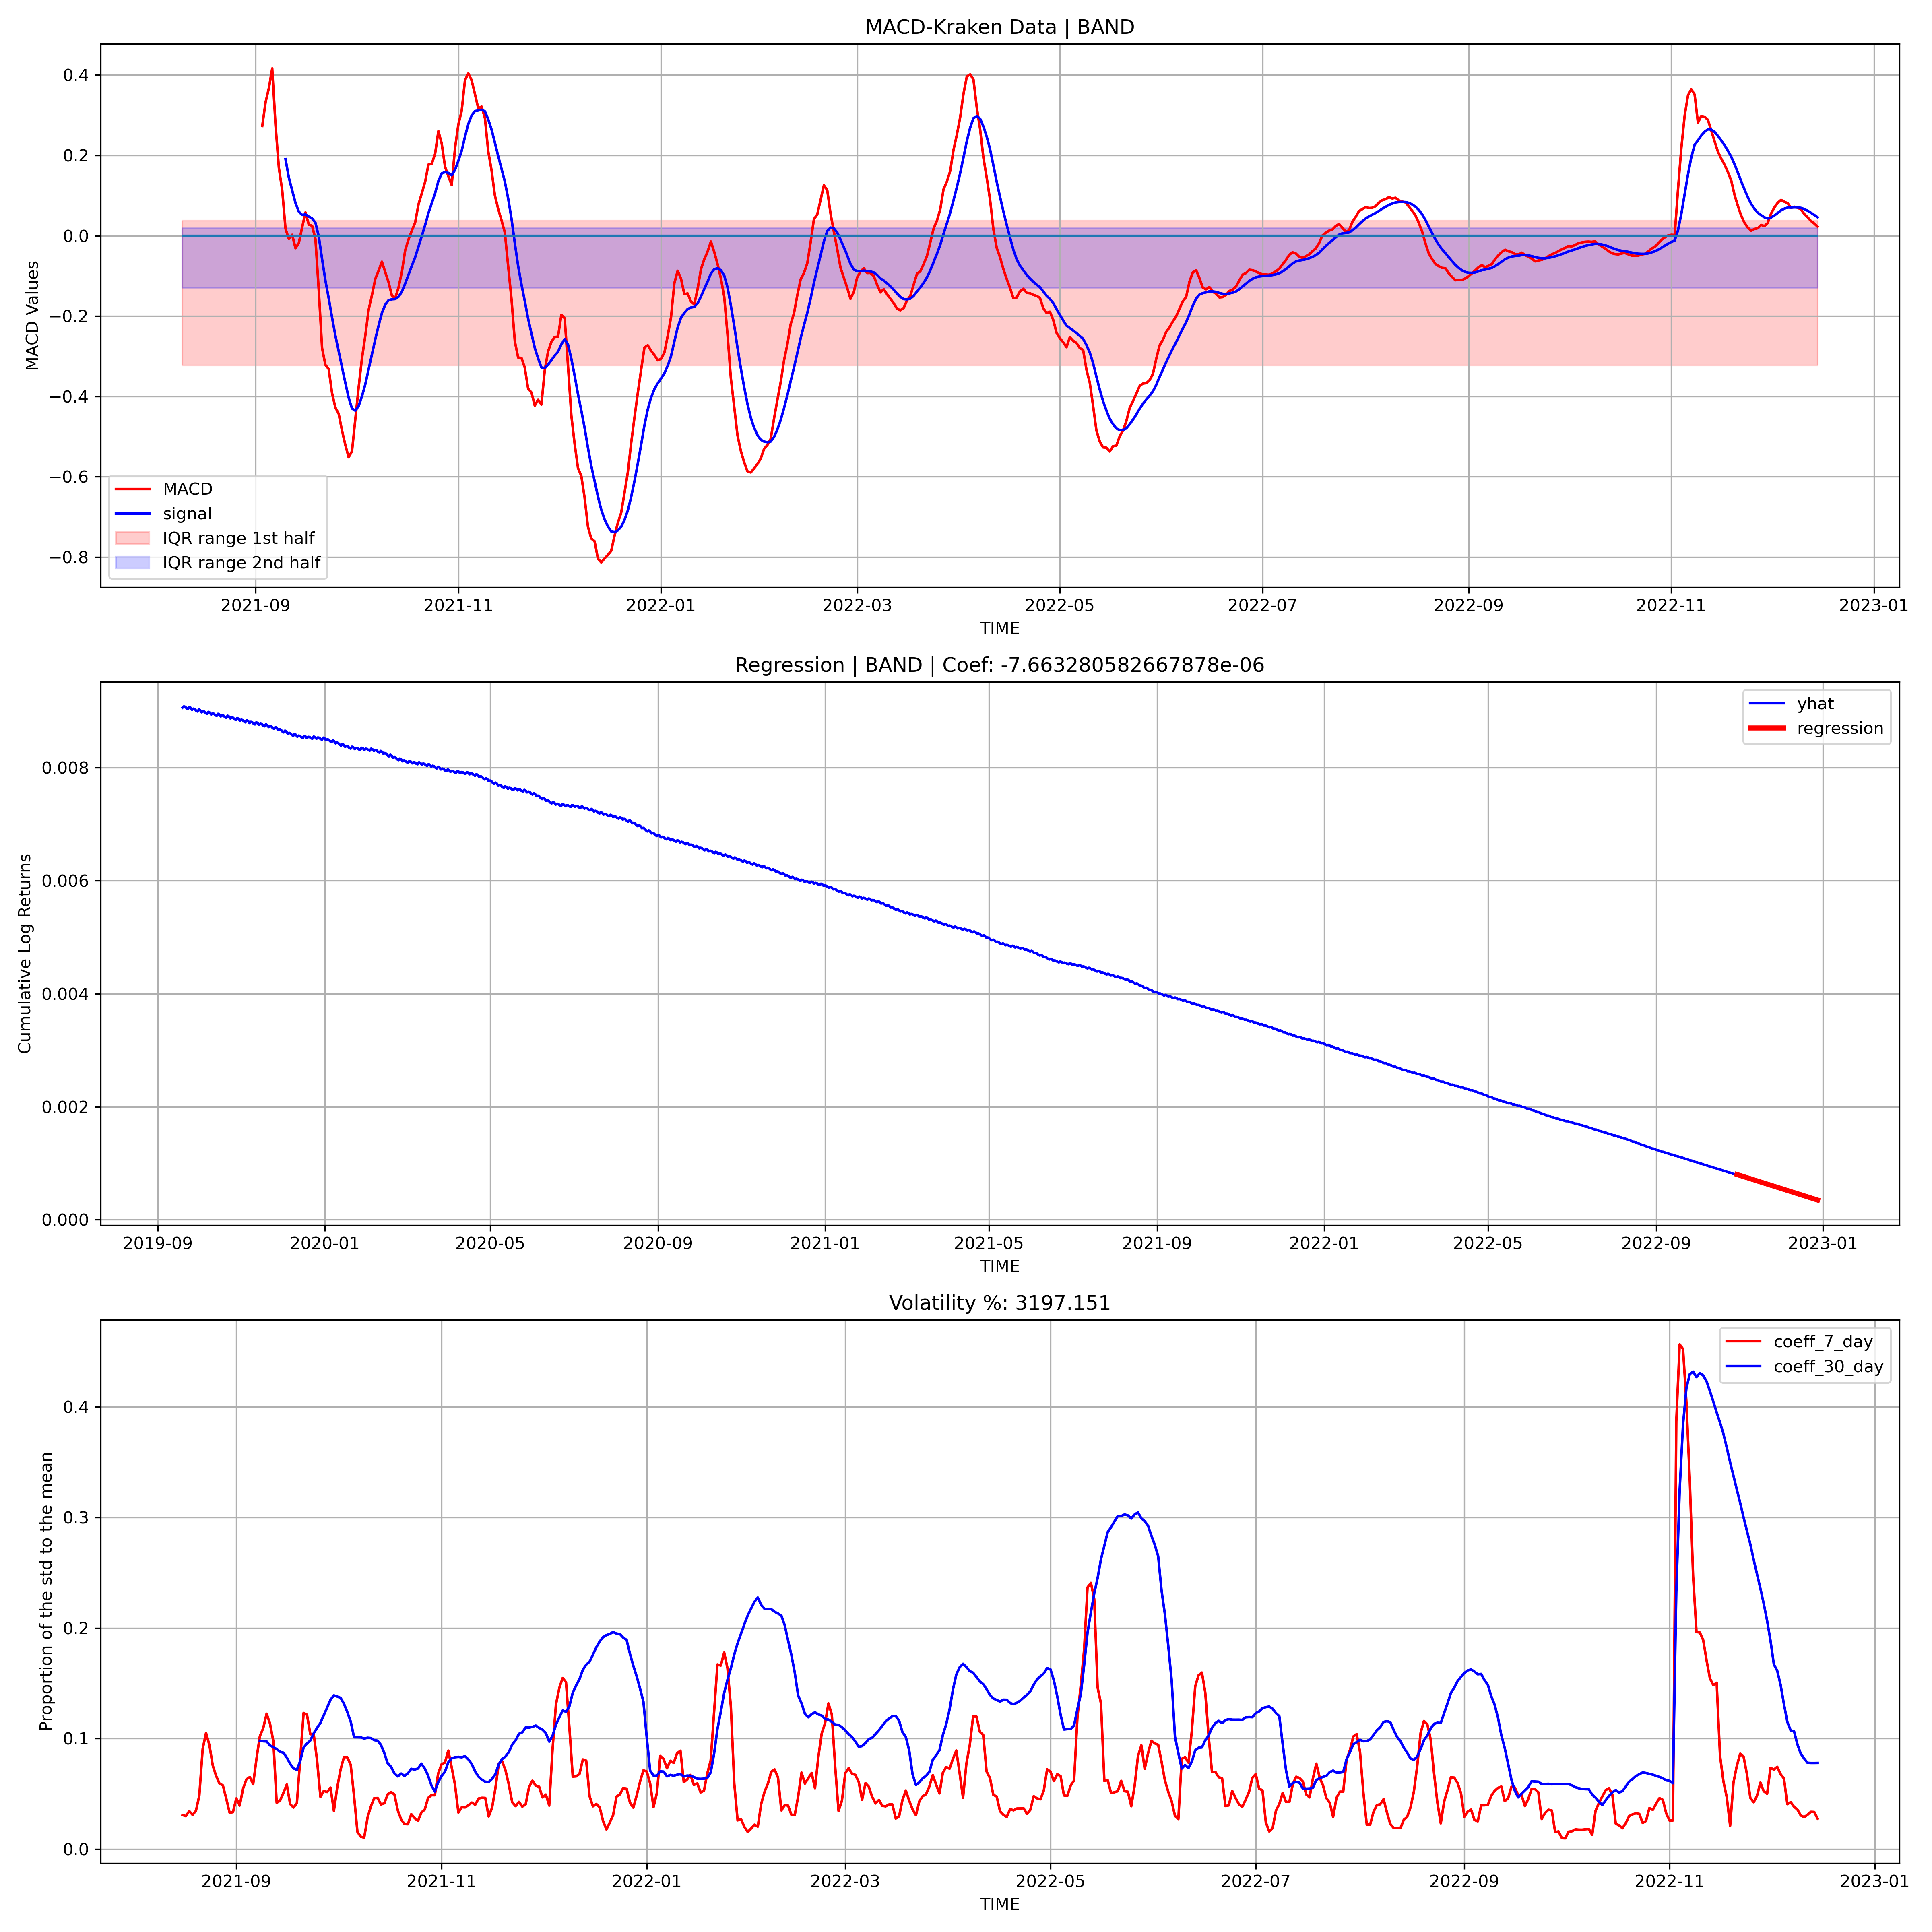 MACD-Kraken Data | BAND
MACD Values
0.4
0.2
0.0
−0.2
−0.4
−0.6
−0.8
MACD
signal
IQR range 1st half
IQR range 2nd half
2021-09 2021-11 2022-01 2022-03 2022-05 2022-07 2022-09 2022-11 2023-01
TIME
Regression | BAND | Coef: -7.663280582667878e-06
Cumulative Log Returns
yhat
regression
0.008
0.006
0.004
0.002
0.000
2019-09 2020-01 2020-05 2020-09 2021-01 2021-05 2021-09 2022-01 2022-05 2022-09 2023-01
TIME
Volatility %: 3197.151
Proportion of the std to the mean
coeff_7_day
coeff_30_day
0.4
0.3
0.2
0.1
0.0
2021-09 2021-11 2022-01 2022-03 2022-05 2022-07 2022-09 2022-11 2023-01
TIME